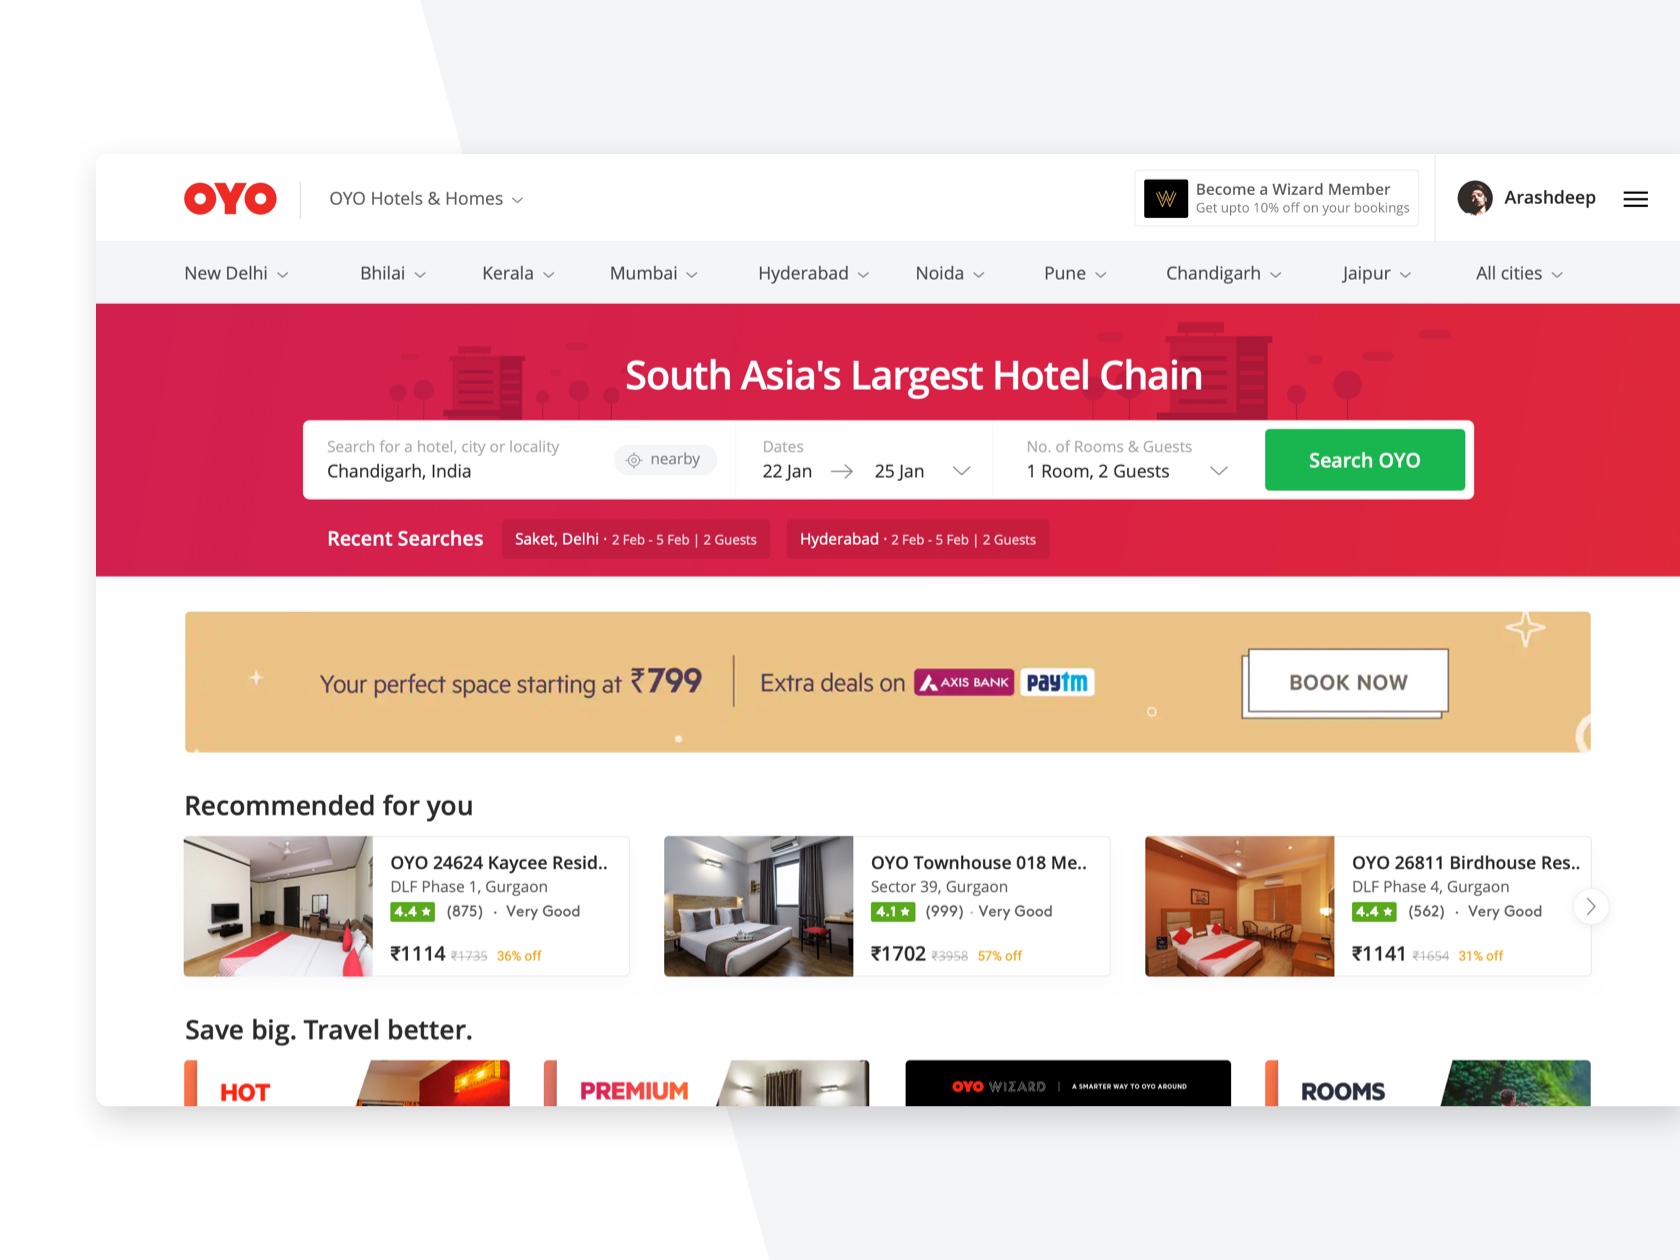 OYO
OYO Hotels & Homes
W
Become a Wizard Member
Get upto 10% off on your bookings
Arashdeep
New Delhi
Bhilai
Kerala
Mumbai
Hyderabad
Noida
Pune
Chandigarh
Jaipur
All cities
South Asia's Largest Hotel Chain
Search for a hotel, city or locality
Chandigarh, India
nearby
Dates
22 Jan → 25 Jan
No. of Rooms & Guests
1 Room, 2 Guests
Search OYO
Recent Searches
Saket, Delhi · 2 Feb - 5 Feb | 2 Guests
Hyderabad · 2 Feb - 5 Feb | 2 Guests
Your perfect space starting at ₹799
Extra deals on AXIS BANK paytm
BOOK NOW
Recommended for you
OYO 24624 Kaycee Resid..
DLF Phase 1, Gurgaon
4.4 ★ (875) · Very Good
₹1114 ₹1735 36% off
OYO Townhouse 018 Me..
Sector 39, Gurgaon
4.1 ★ (999) · Very Good
₹1702 ₹3958 57% off
OYO 26811 Birdhouse Res..
DLF Phase 4, Gurgaon
4.4 ★ (562) · Very Good
₹1141 ₹1654 31% off
Save big. Travel better.
HOT
PREMIUM
OYO WIZARD | A SMARTER WAY TO OYO AROUND
ROOMS